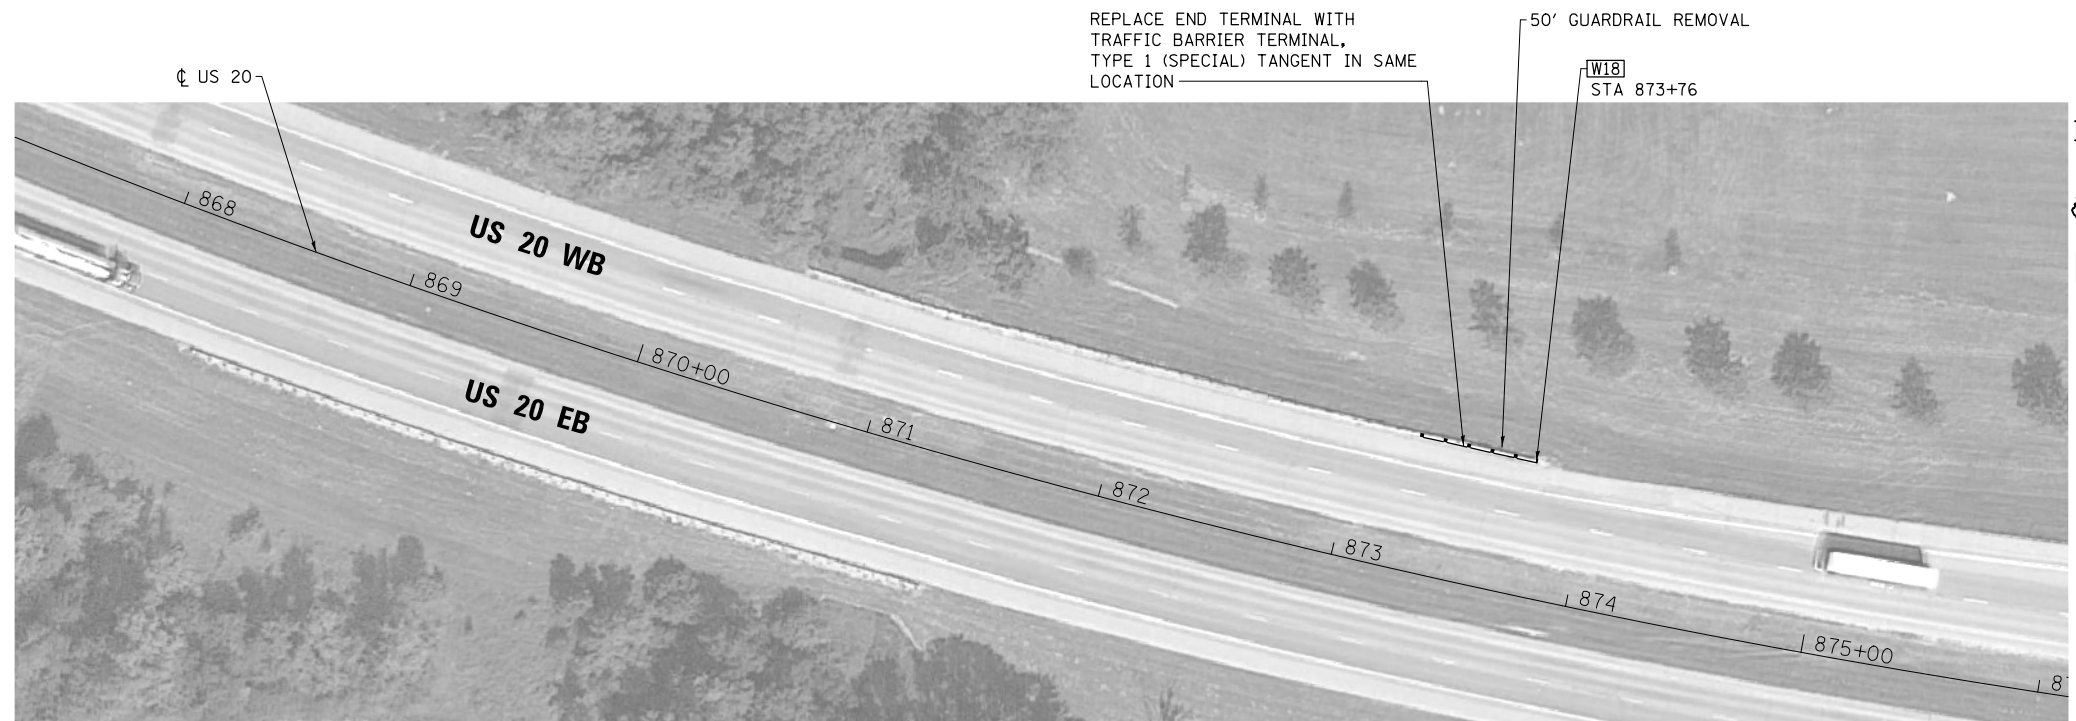 REPLACE END TERMINAL WITH
TRAFFIC BARRIER TERMINAL,
TYPE 1 (SPECIAL) TANGENT IN SAME
LOCATION
50' GUARDRAIL REMOVAL
W18
STA 873+76
℄ US 20
868
869
870+00
871
872
873
874
875+00
US 20 WB
US 20 EB